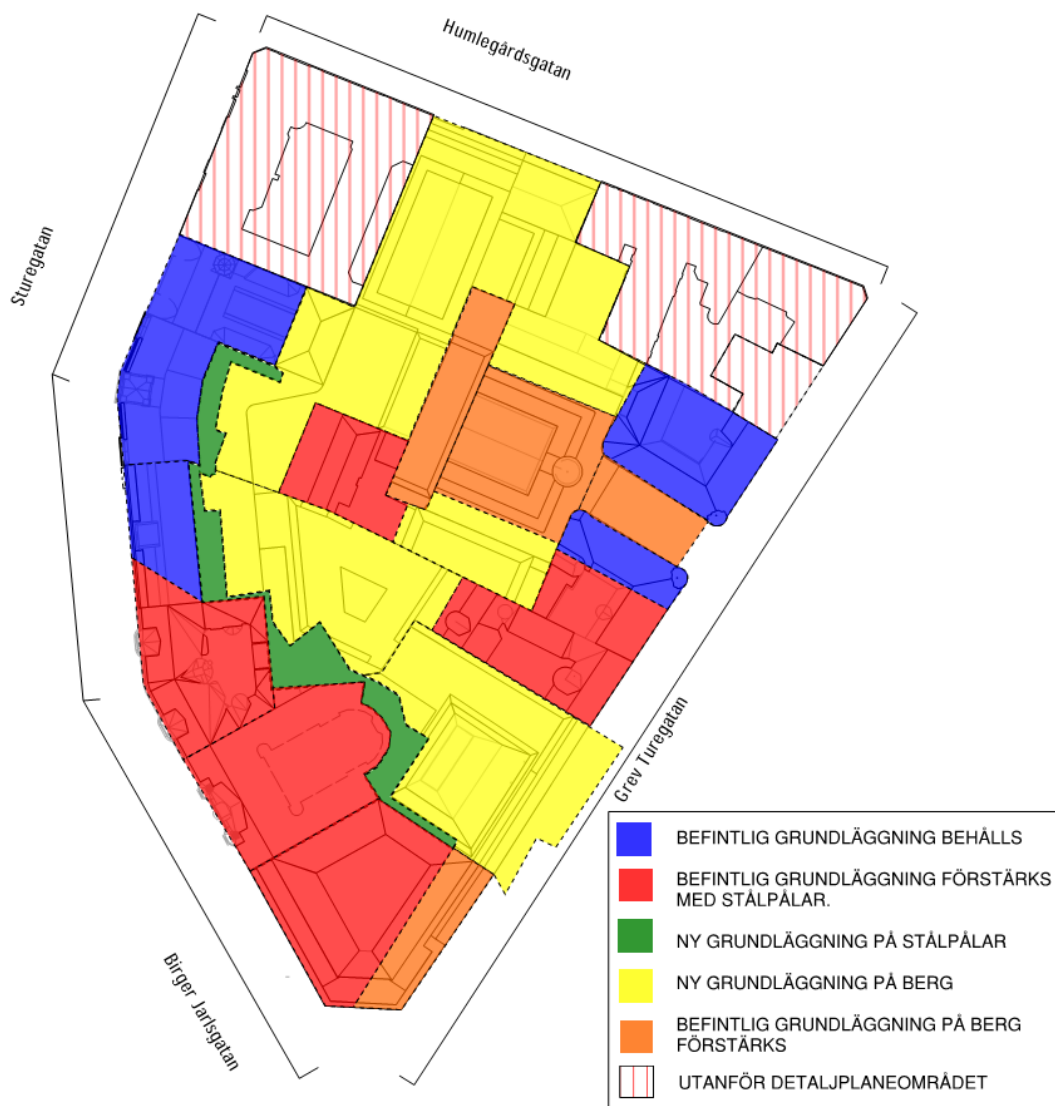 Humlegårdsgatan
Sturegatan
Grev Turegatan
Birger Jarlsgatan
BEFINTLIG GRUNDLÄGGNING BEHÅLLS
BEFINTLIG GRUNDLÄGGNING FÖRSTÄRKS
MED STÅLPÅLAR.
NY GRUNDLÄGGNING PÅ STÅLPÅLAR
NY GRUNDLÄGGNING PÅ BERG
BEFINTLIG GRUNDLÄGGNING PÅ BERG
FÖRSTÄRKS
UTANFÖR DETALJPLANEOMRÅDET